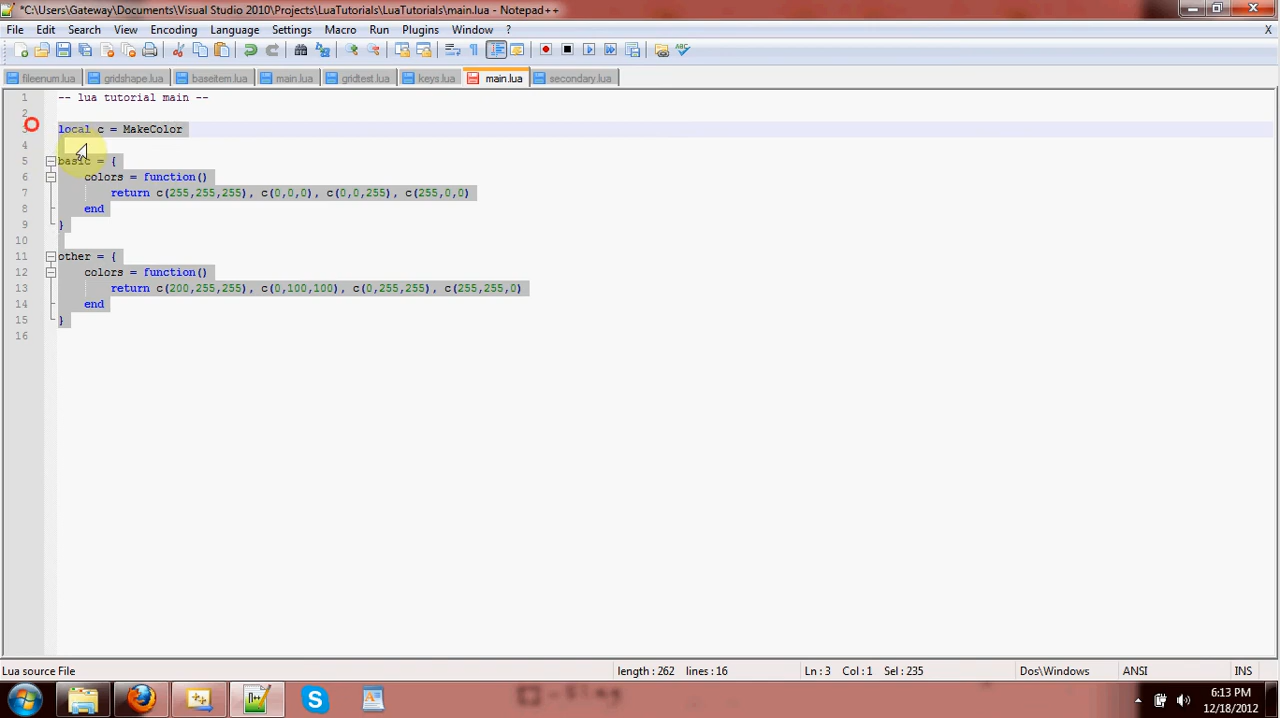 *C:\Users\Gateway\Documents\Visual Studio 2010\Projects\LuaTutorials\LuaTutorials\main.lua - Notepad++
File Edit Search View Encoding Language Settings Macro Run Plugins Window ? X
fileenum.lua gridshape.lua baseitem.lua main.lua gridtest.lua keys.lua main.lua secondary.lua
1 -- lua tutorial main --
2
3 local c = MakeColor
4
5 basic = {
6 colors = function()
7 return c(255,255,255), c(0,0,0), c(0,0,255), c(255,0,0)
8 end
9 }
10
11 other = {
12 colors = function()
13 return c(200,255,255), c(0,100,100), c(0,255,255), c(255,255,0)
14 end
15 }
16
Lua source File length : 262 lines : 16 Ln : 3 Col : 1 Sel : 235 Dos\Windows ANSI INS
6:13 PM
12/18/2012